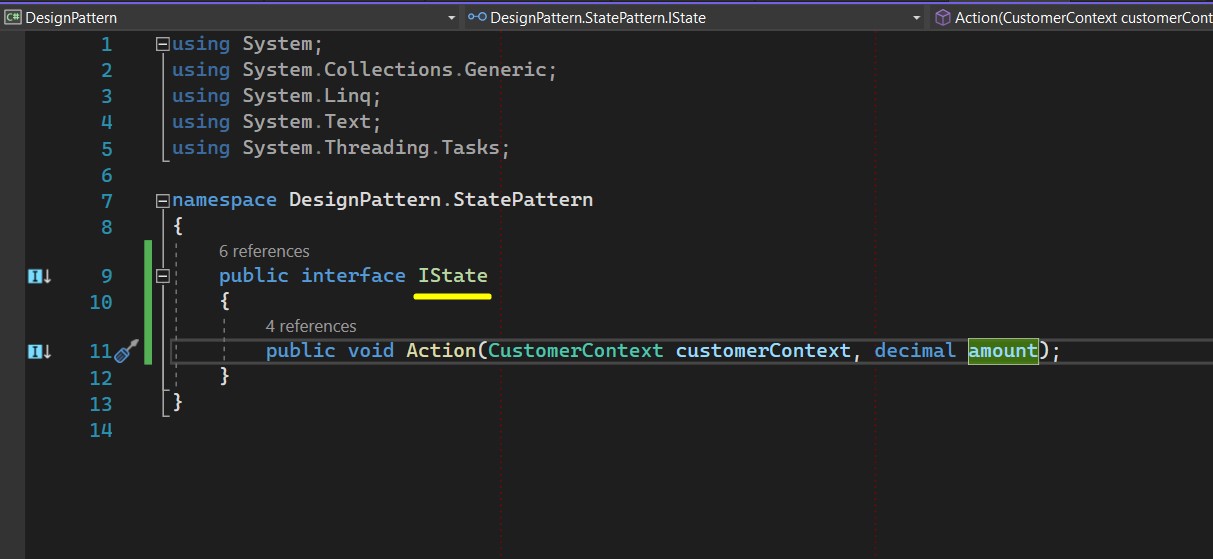 C# DesignPattern
DesignPattern.StatePattern.IState
Action(CustomerContext customerCont
1 using System;
2 using System.Collections.Generic;
3 using System.Linq;
4 using System.Text;
5 using System.Threading.Tasks;
6
7 namespace DesignPattern.StatePattern
8 {
6 references
9 public interface IState
10 {
4 references
11 public void Action(CustomerContext customerContext, decimal amount);
12 }
13 }
14